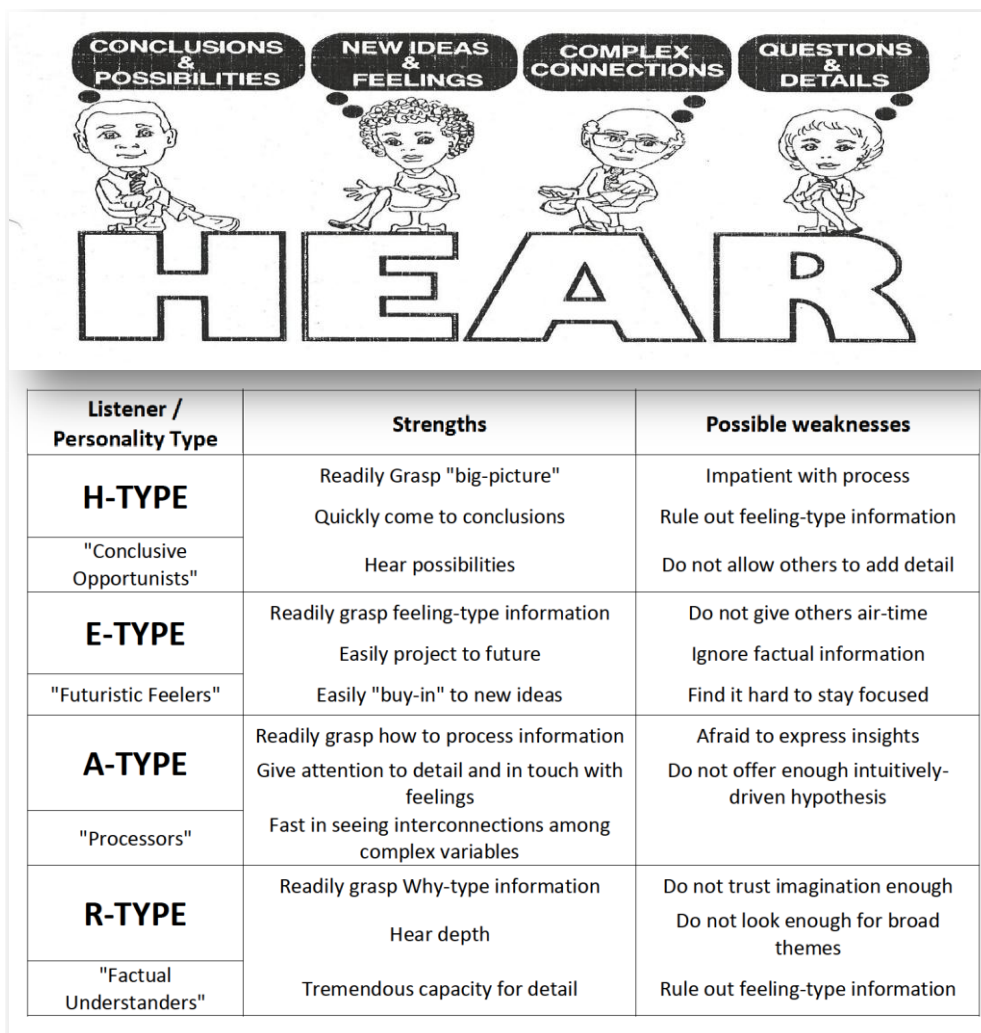 CONCLUSIONS
&
POSSIBILITIES
NEW IDEAS
&
FEELINGS
COMPLEX
CONNECTIONS
QUESTIONS
&
DETAILS
HEAR
Listener /
Personality Type
Strengths
Possible weaknesses
H-TYPE
"Conclusive
Opportunists"
Readily Grasp "big-picture"
Quickly come to conclusions
Hear possibilities
Impatient with process
Rule out feeling-type information
Do not allow others to add detail
E-TYPE
"Futuristic Feelers"
Readily grasp feeling-type information
Easily project to future
Easily "buy-in" to new ideas
Do not give others air-time
Ignore factual information
Find it hard to stay focused
A-TYPE
"Processors"
Readily grasp how to process information
Give attention to detail and in touch with
feelings
Fast in seeing interconnections among
complex variables
Afraid to express insights
Do not offer enough intuitively-
driven hypothesis
R-TYPE
"Factual
Understanders"
Readily grasp Why-type information
Hear depth
Tremendous capacity for detail
Do not trust imagination enough
Do not look enough for broad
themes
Rule out feeling-type information